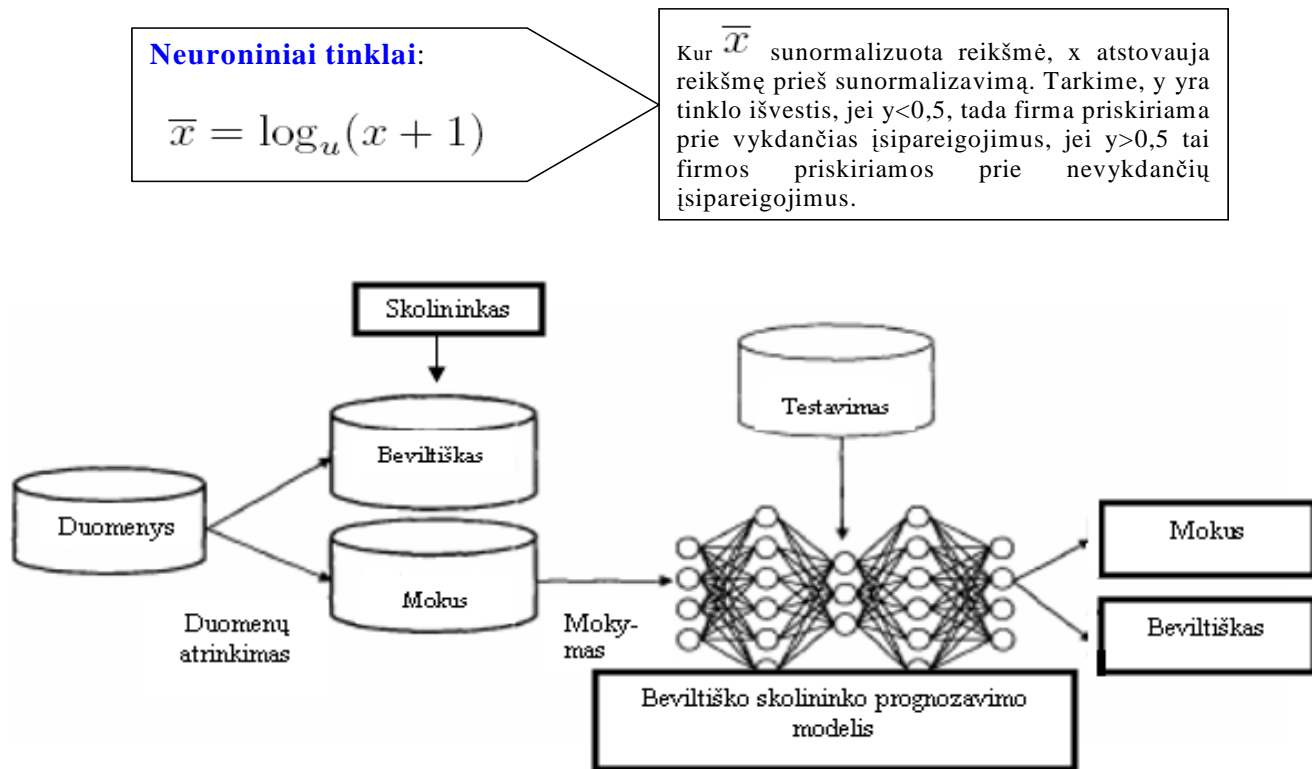 Neuroniniai tinklai:
x̅ = log_u(x + 1)
Kur x̅ sunormalizuota reikšmė, x atstovauja
reikšmę prieš sunormalizavimą. Tarkime, y yra
tinklo išvestis, jei y<0,5, tada firma priskiriama
prie vykdančias įsipareigojimus, jei y>0,5 tai
firmos priskiriamos prie nevykdančių
įsipareigojimus.
Skolininkas
Testavimas
Beviltiškas
Duomenys
Mokus
Mokus
Duomenų
atrinkimas
Moky-
mas
Beviltiškas
Beviltiško skolininko prognozavimo
modelis